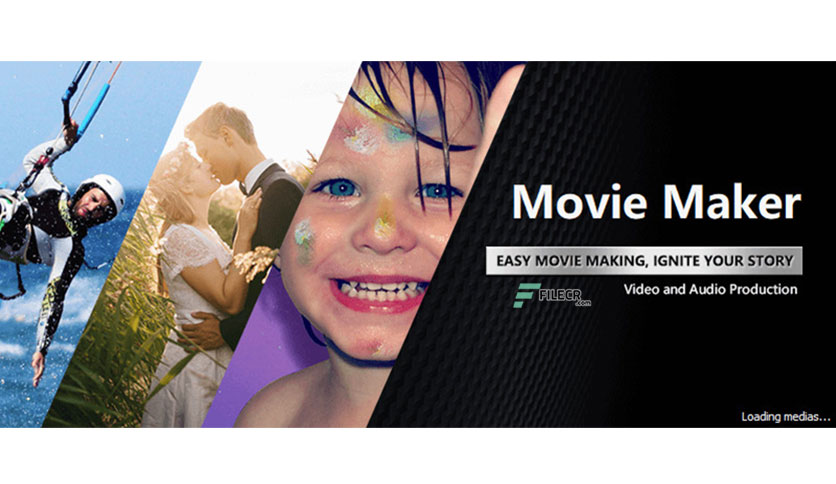 Movie Maker
EASY MOVIE MAKING, IGNITE YOUR STORY
Video and Audio Production
FILECR
.com
Loading medias...